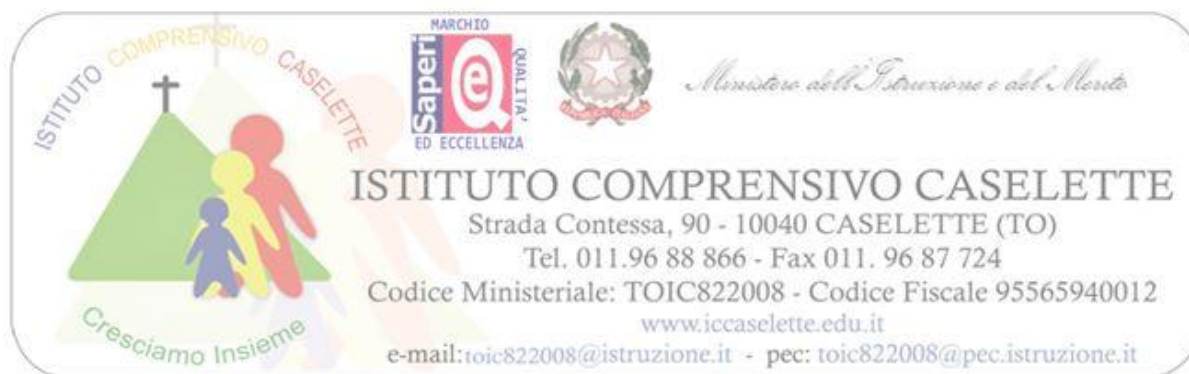 ISTITUTO COMPRENSIVO CASELETTE
Cresciamo Insieme
MARCHIO
Saperi
e
QUALITA'
ED ECCELLENZA
REPVBBLICA ITALIANA
Ministero dell'Istruzione e del Merito
ISTITUTO COMPRENSIVO CASELETTE
Strada Contessa, 90 - 10040 CASELETTE (TO)
Tel. 011.96 88 866 - Fax 011. 96 87 724
Codice Ministeriale: TOIC822008 - Codice Fiscale 95565940012
www.iccaselette.edu.it
e-mail:toic822008@istruzione.it - pec: toic822008@pec.istruzione.it